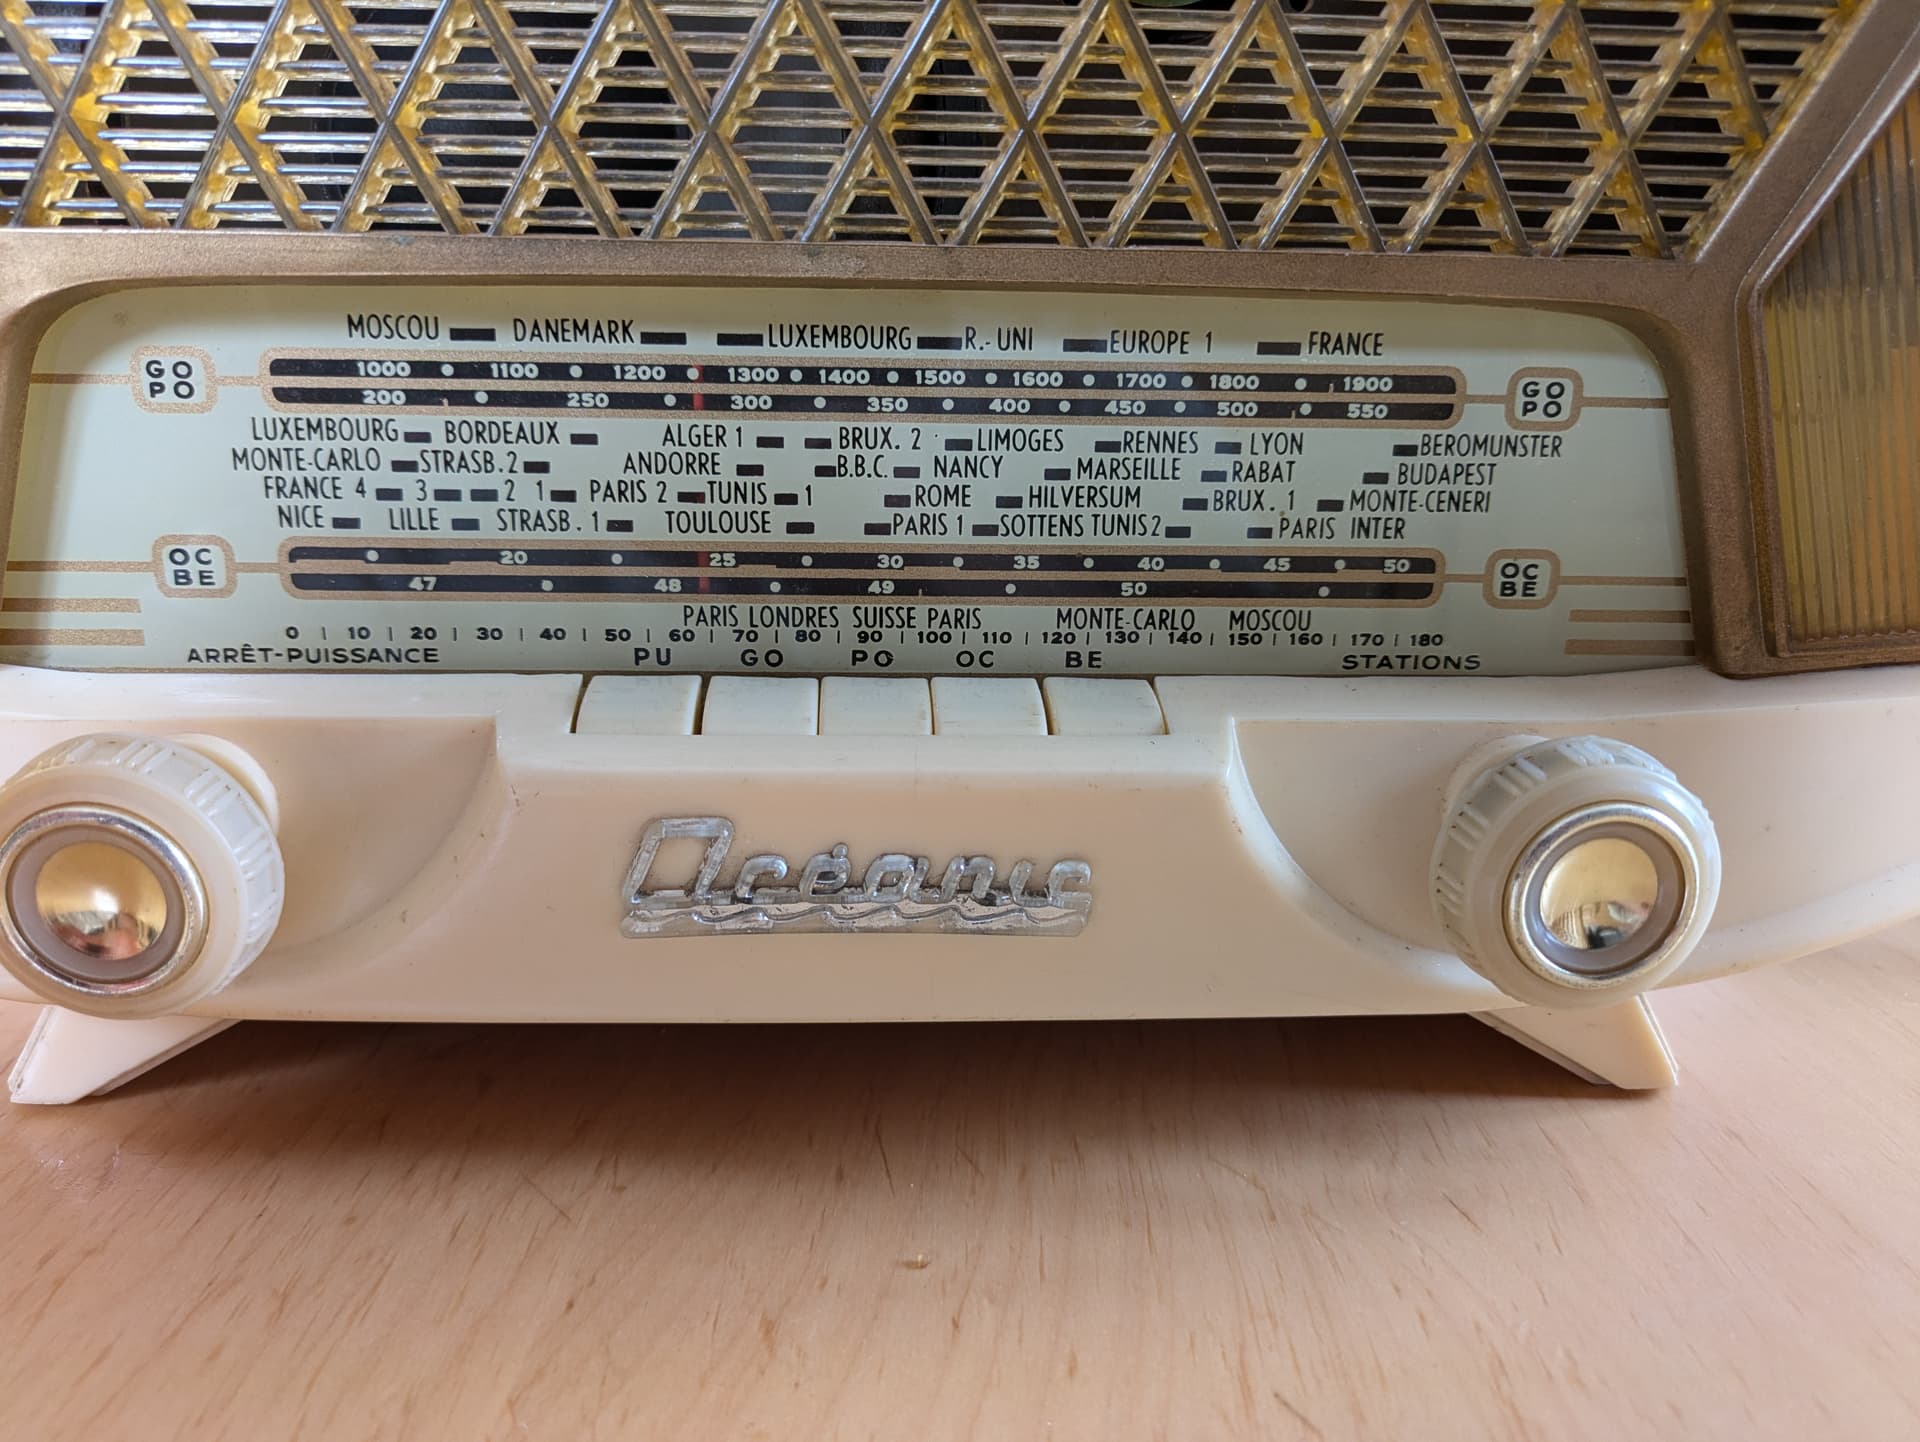 MOSCOU DANEMARK LUXEMBOURG R.-UNI EUROPE 1 FRANCE
GO 1000 1100 1200 1300 1400 1500 1600 1700 1800 1900 GO
PO 200 250 300 350 400 450 500 550 PO
LUXEMBOURG BORDEAUX ALGER 1 BRUX. 2 LIMOGES RENNES LYON BEROMUNSTER
MONTE-CARLO STRASB.2 ANDORRE B.B.C. NANCY MARSEILLE RABAT BUDAPEST
FRANCE 4 3 2 1 PARIS 2 TUNIS 1 ROME HILVERSUM BRUX. 1 MONTE-CENERI
NICE LILLE STRASB. 1 TOULOUSE PARIS 1 SOTTENS TUNIS 2 PARIS INTER
OC 20 25 30 35 40 45 50 OC
BE 47 48 49 50 BE
PARIS LONDRES SUISSE PARIS MONTE-CARLO MOSCOU
0 10 20 30 40 50 60 70 80 90 100 110 120 130 140 150 160 170 180
ARRÊT-PUISSANCE PU GO PO OC BE STATIONS
Océanic